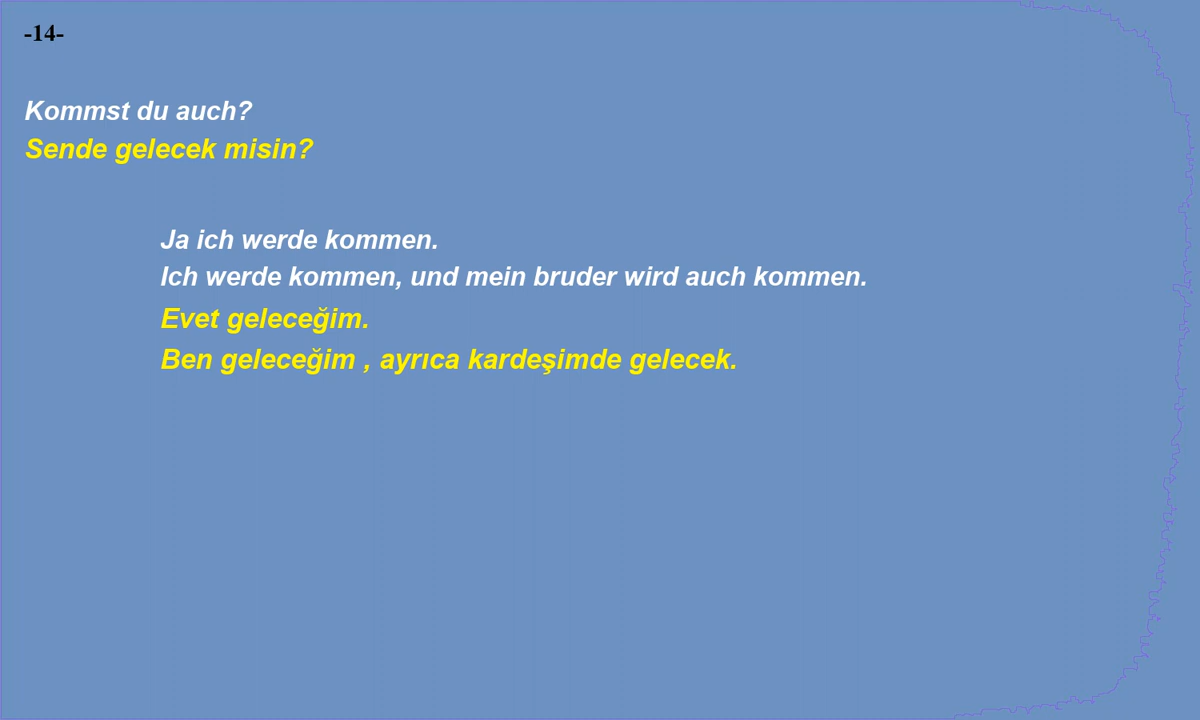 -14-
Kommst du auch?
Sende gelecek misin?
Ja ich werde kommen.
Ich werde kommen, und mein bruder wird auch kommen.
Evet geleceğim.
Ben geleceğim , ayrıca kardeşimde gelecek.